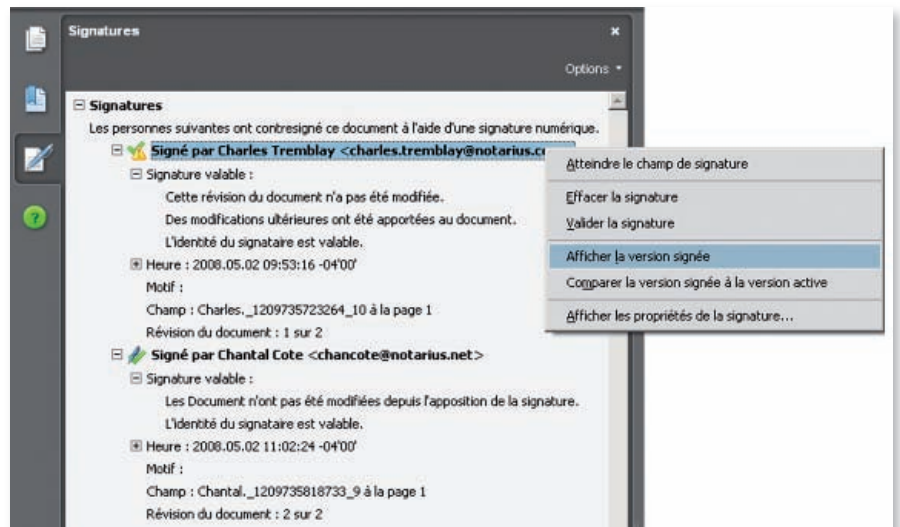 Signatures
Options
Signatures
Les personnes suivantes ont contresigné ce document à l'aide d'une signature numérique.
Signé par Charles Tremblay <charles.tremblay@notarius.co
Signature valable :
Cette révision du document n'a pas été modifiée.
Des modifications ultérieures ont été apportées au document.
L'identité du signataire est valable.
Heure : 2008.05.02 09:53:16 -04'00'
Motif :
Champ : Charles._1209735723264_10 à la page 1
Révision du document : 1 sur 2
Signé par Chantal Cote <chancote@notarius.net>
Signature valable :
Les Document n'ont pas été modifiées depuis l'apposition de la signature.
L'identité du signataire est valable.
Heure : 2008.05.02 11:02:24 -04'00'
Motif :
Champ : Chantal._1209735818733_9 à la page 1
Révision du document : 2 sur 2
Atteindre le champ de signature
Effacer la signature
Valider la signature
Afficher la version signée
Comparer la version signée à la version active
Afficher les propriétés de la signature...